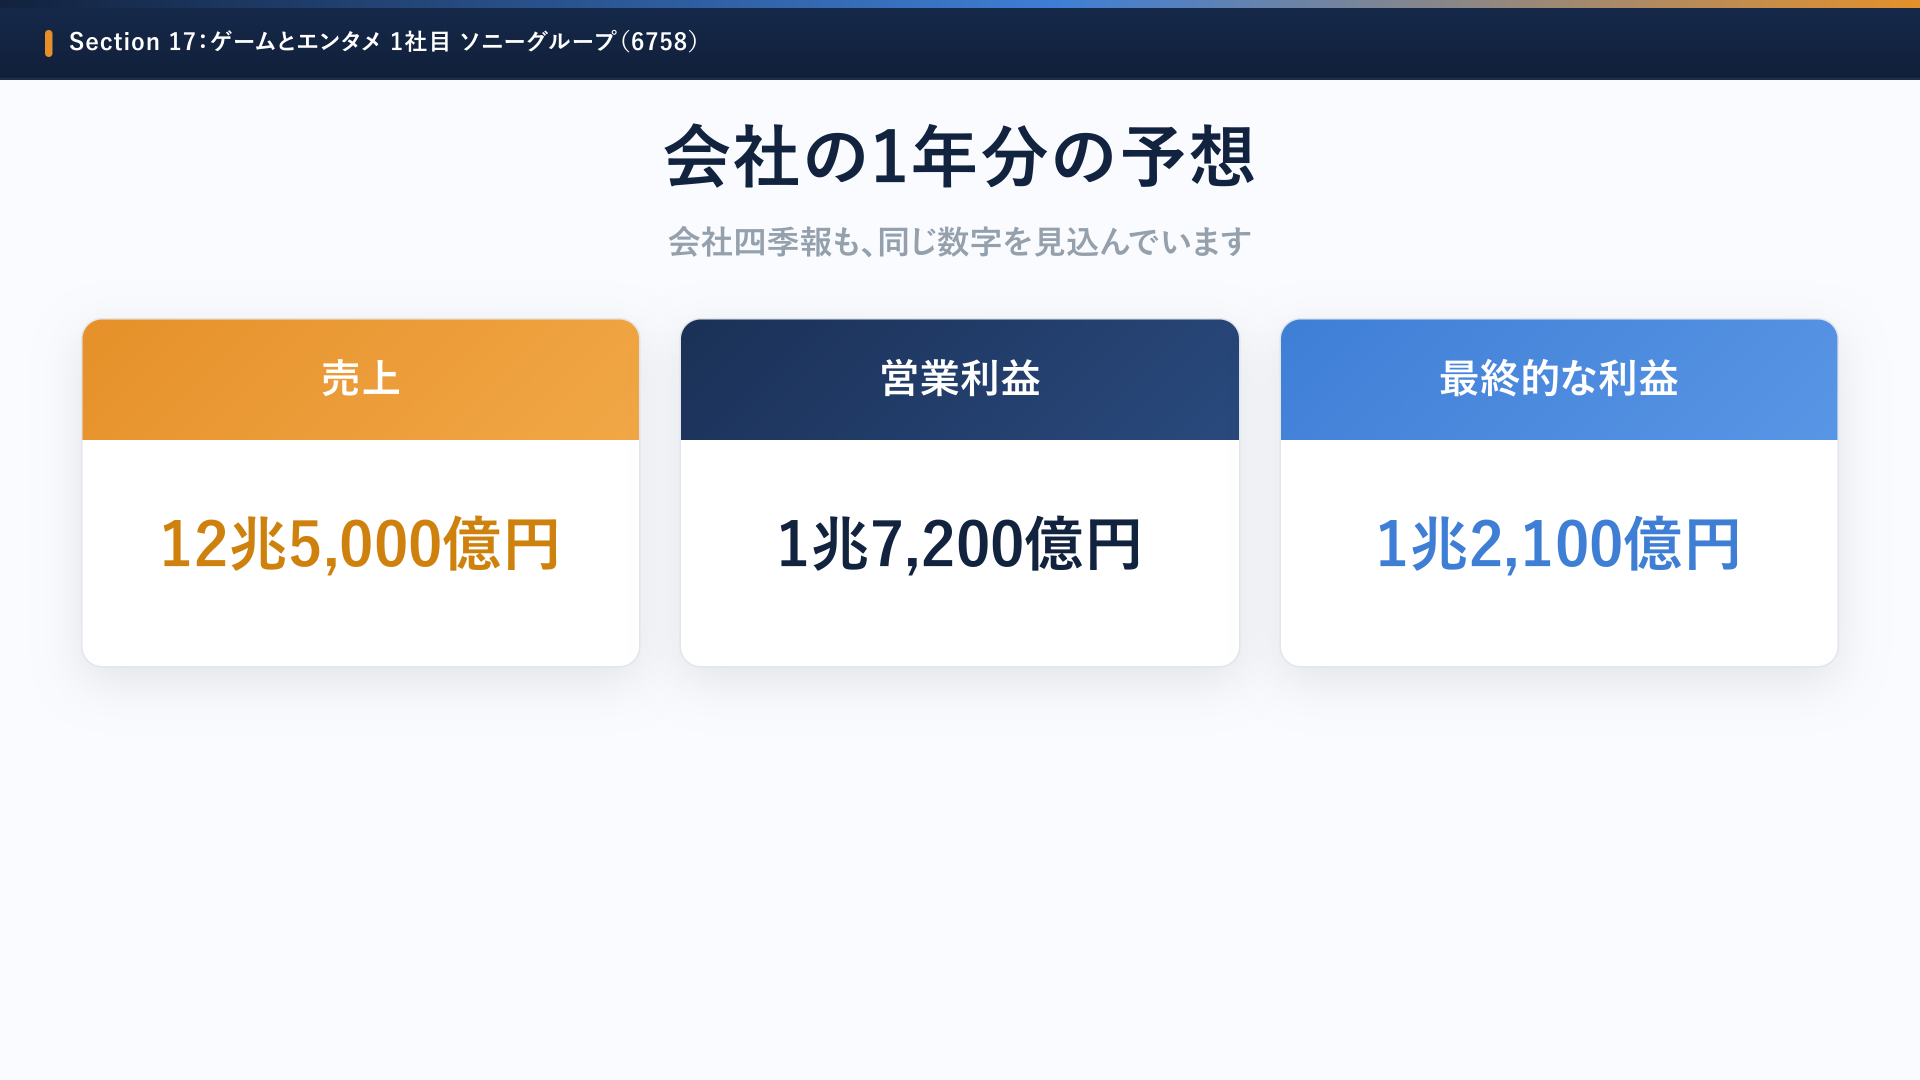 Section 17：ゲームとエンタメ 1社目 ソニーグループ（6758）
会社の1年分の予想
会社四季報も、同じ数字を見込んでいます
売上
12兆5,000億円
営業利益
1兆7,200億円
最終的な利益
1兆2,100億円